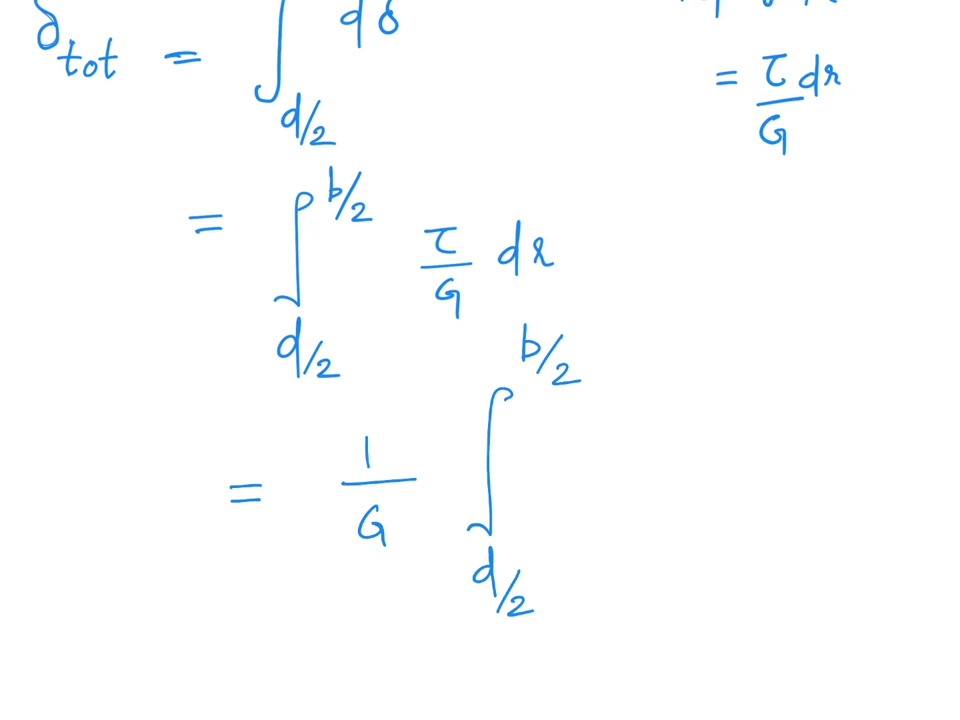 δ_tot = ∫_{d/2} dδ
= τ/G dr
= ∫_{d/2}^{b/2} τ/G dr
= 1/G ∫_{d/2}^{b/2}